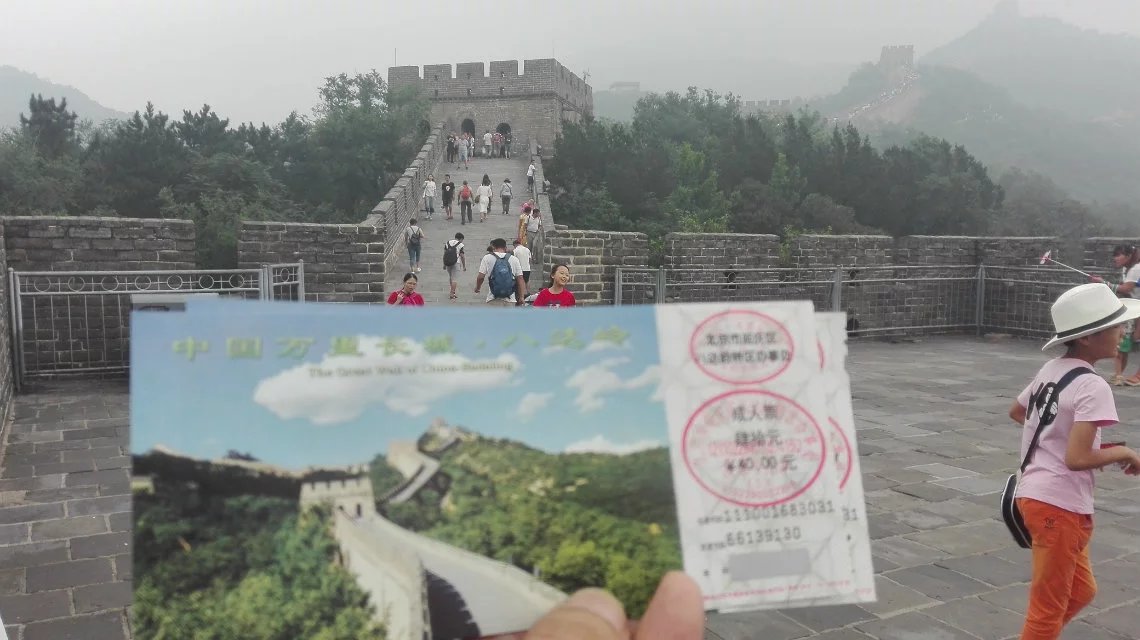 中国万里长城·八达岭
The Great Wall of China-Badaling
北京市延庆区
八达岭特区办事处
成人票
肆拾元
¥40.00元
111001683031
31
66139130